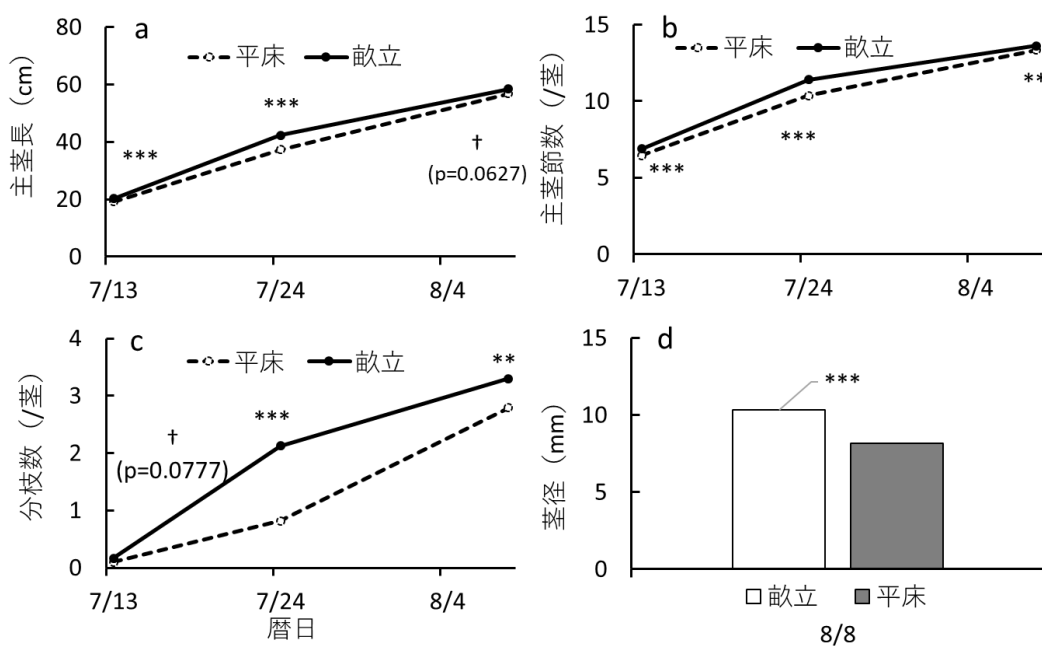 a
平床 畝立
主茎長（cm）
80
60
40
20
0
***
***
†
(p=0.0627)
7/13 7/24 8/4
b
平床 畝立
主茎節数（/茎）
15
10
5
0
***
***
**
7/13 7/24 8/4
c
平床 畝立
分枝数（/茎）
4
3
2
1
0
†
(p=0.0777)
***
**
7/13 7/24 8/4
暦日
d
茎径（mm）
15
10
5
0
***
畝立 平床
8/8